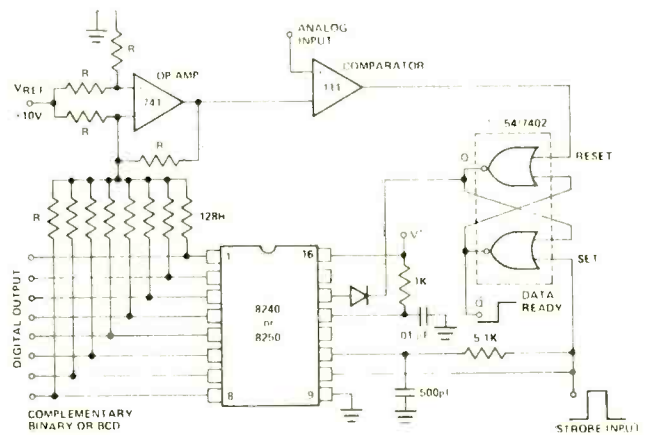 ANALOG
INPUT
R
OP AMP
COMPARATOR
VREF
R
+10V
741
111
R
54/7402
R
Q
RESET
R
128R
V+
1
16
1K
SET
8240
or
8250
Q
DATA
READY
.01µF
5.1K
DIGITAL OUTPUT
500pf
8
9
COMPLEMENTARY
BINARY OR BCD
STROBE INPUT